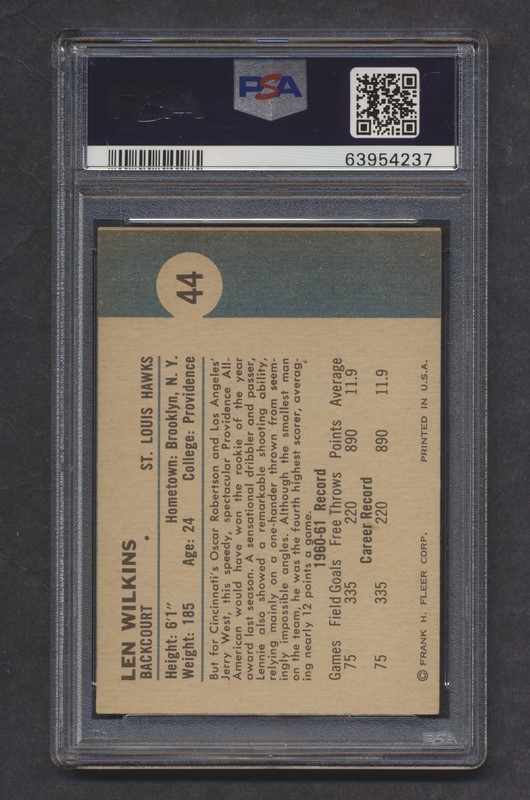 PSA
63954237
44
LEN WILKINS
BACKCOURT • ST. LOUIS HAWKS
Height: 6'1" Hometown: Brooklyn, N. Y.
Weight: 185 Age: 24 College: Providence
But for Cincinnati's Oscar Robertson and Los Angeles'
Jerry West, this speedy, spectacular Providence All-
American would have won the rookie of the year
award last season. A sensational dribbler and passer,
Lennie also showed a remarkable shooting ability,
relying mainly on a one-hander thrown from seem-
ingly impossible angles. Although the smallest man
on the team, he was the fourth highest scorer, averag-
ing nearly 12 points a game.
1960-61 Record
Games Field Goals Free Throws Points Average
75 335 220 890 11.9
Career Record
75 335 220 890 11.9
© FRANK H. FLEER CORP. PRINTED IN U.S.A.